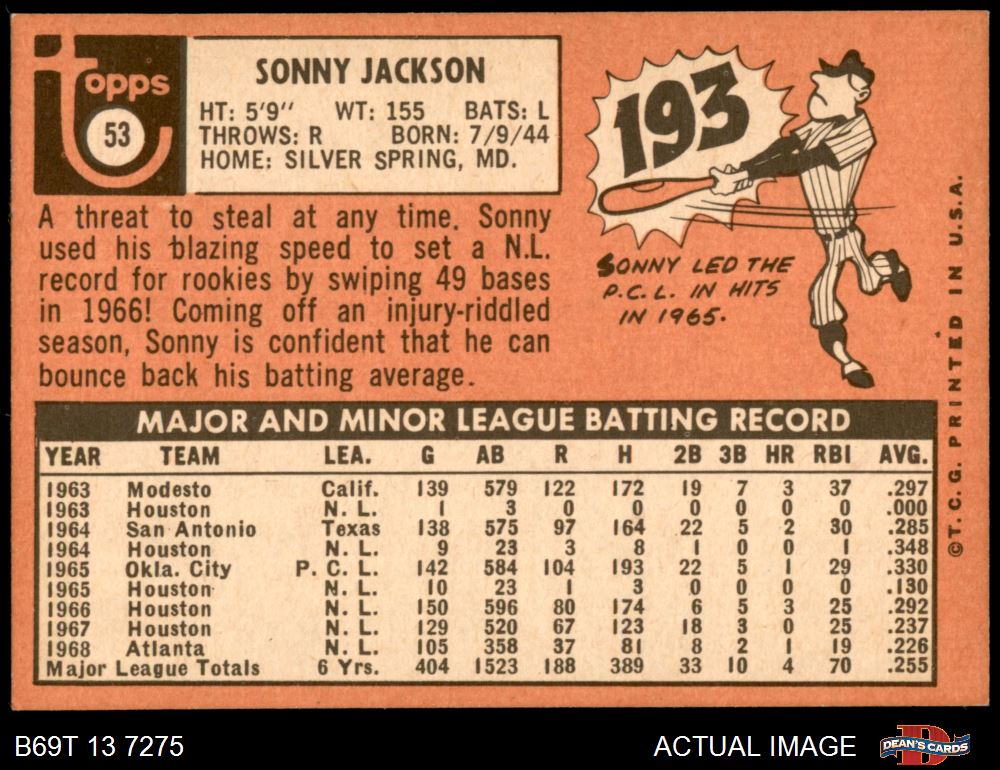 Topps
53
SONNY JACKSON
HT: 5'9" WT: 155 BATS: L
THROWS: R BORN: 7/9/44
HOME: SILVER SPRING, MD.
A threat to steal at any time, Sonny
used his blazing speed to set a N.L.
record for rookies by swiping 49 bases
in 1966! Coming off an injury-riddled
season, Sonny is confident that he can
bounce back his batting average.
193
SONNY LED THE
P.C.L. IN HITS
IN 1965.
MAJOR AND MINOR LEAGUE BATTING RECORD
YEAR TEAM LEA. G AB R H 2B 3B HR RBI AVG.
1963 Modesto Calif. 139 579 122 172 19 7 3 37 .297
1963 Houston N. L. 1 3 0 0 0 0 0 0 .000
1964 San Antonio Texas 138 575 97 164 22 5 2 30 .285
1964 Houston N. L. 9 23 3 8 1 0 0 1 .348
1965 Okla. City P. C. L. 142 584 104 193 22 5 1 29 .330
1965 Houston N. L. 10 23 1 3 0 0 0 0 .130
1966 Houston N. L. 150 596 80 174 6 5 3 25 .292
1967 Houston N. L. 129 520 67 123 18 3 0 25 .237
1968 Atlanta N. L. 105 358 37 81 8 2 1 19 .226
Major League Totals 6 Yrs. 404 1523 188 389 33 10 4 70 .255
©T. C. G. PRINTED IN U.S.A.
B69T 13 7275
ACTUAL IMAGE
D
DEAN'S CARDS